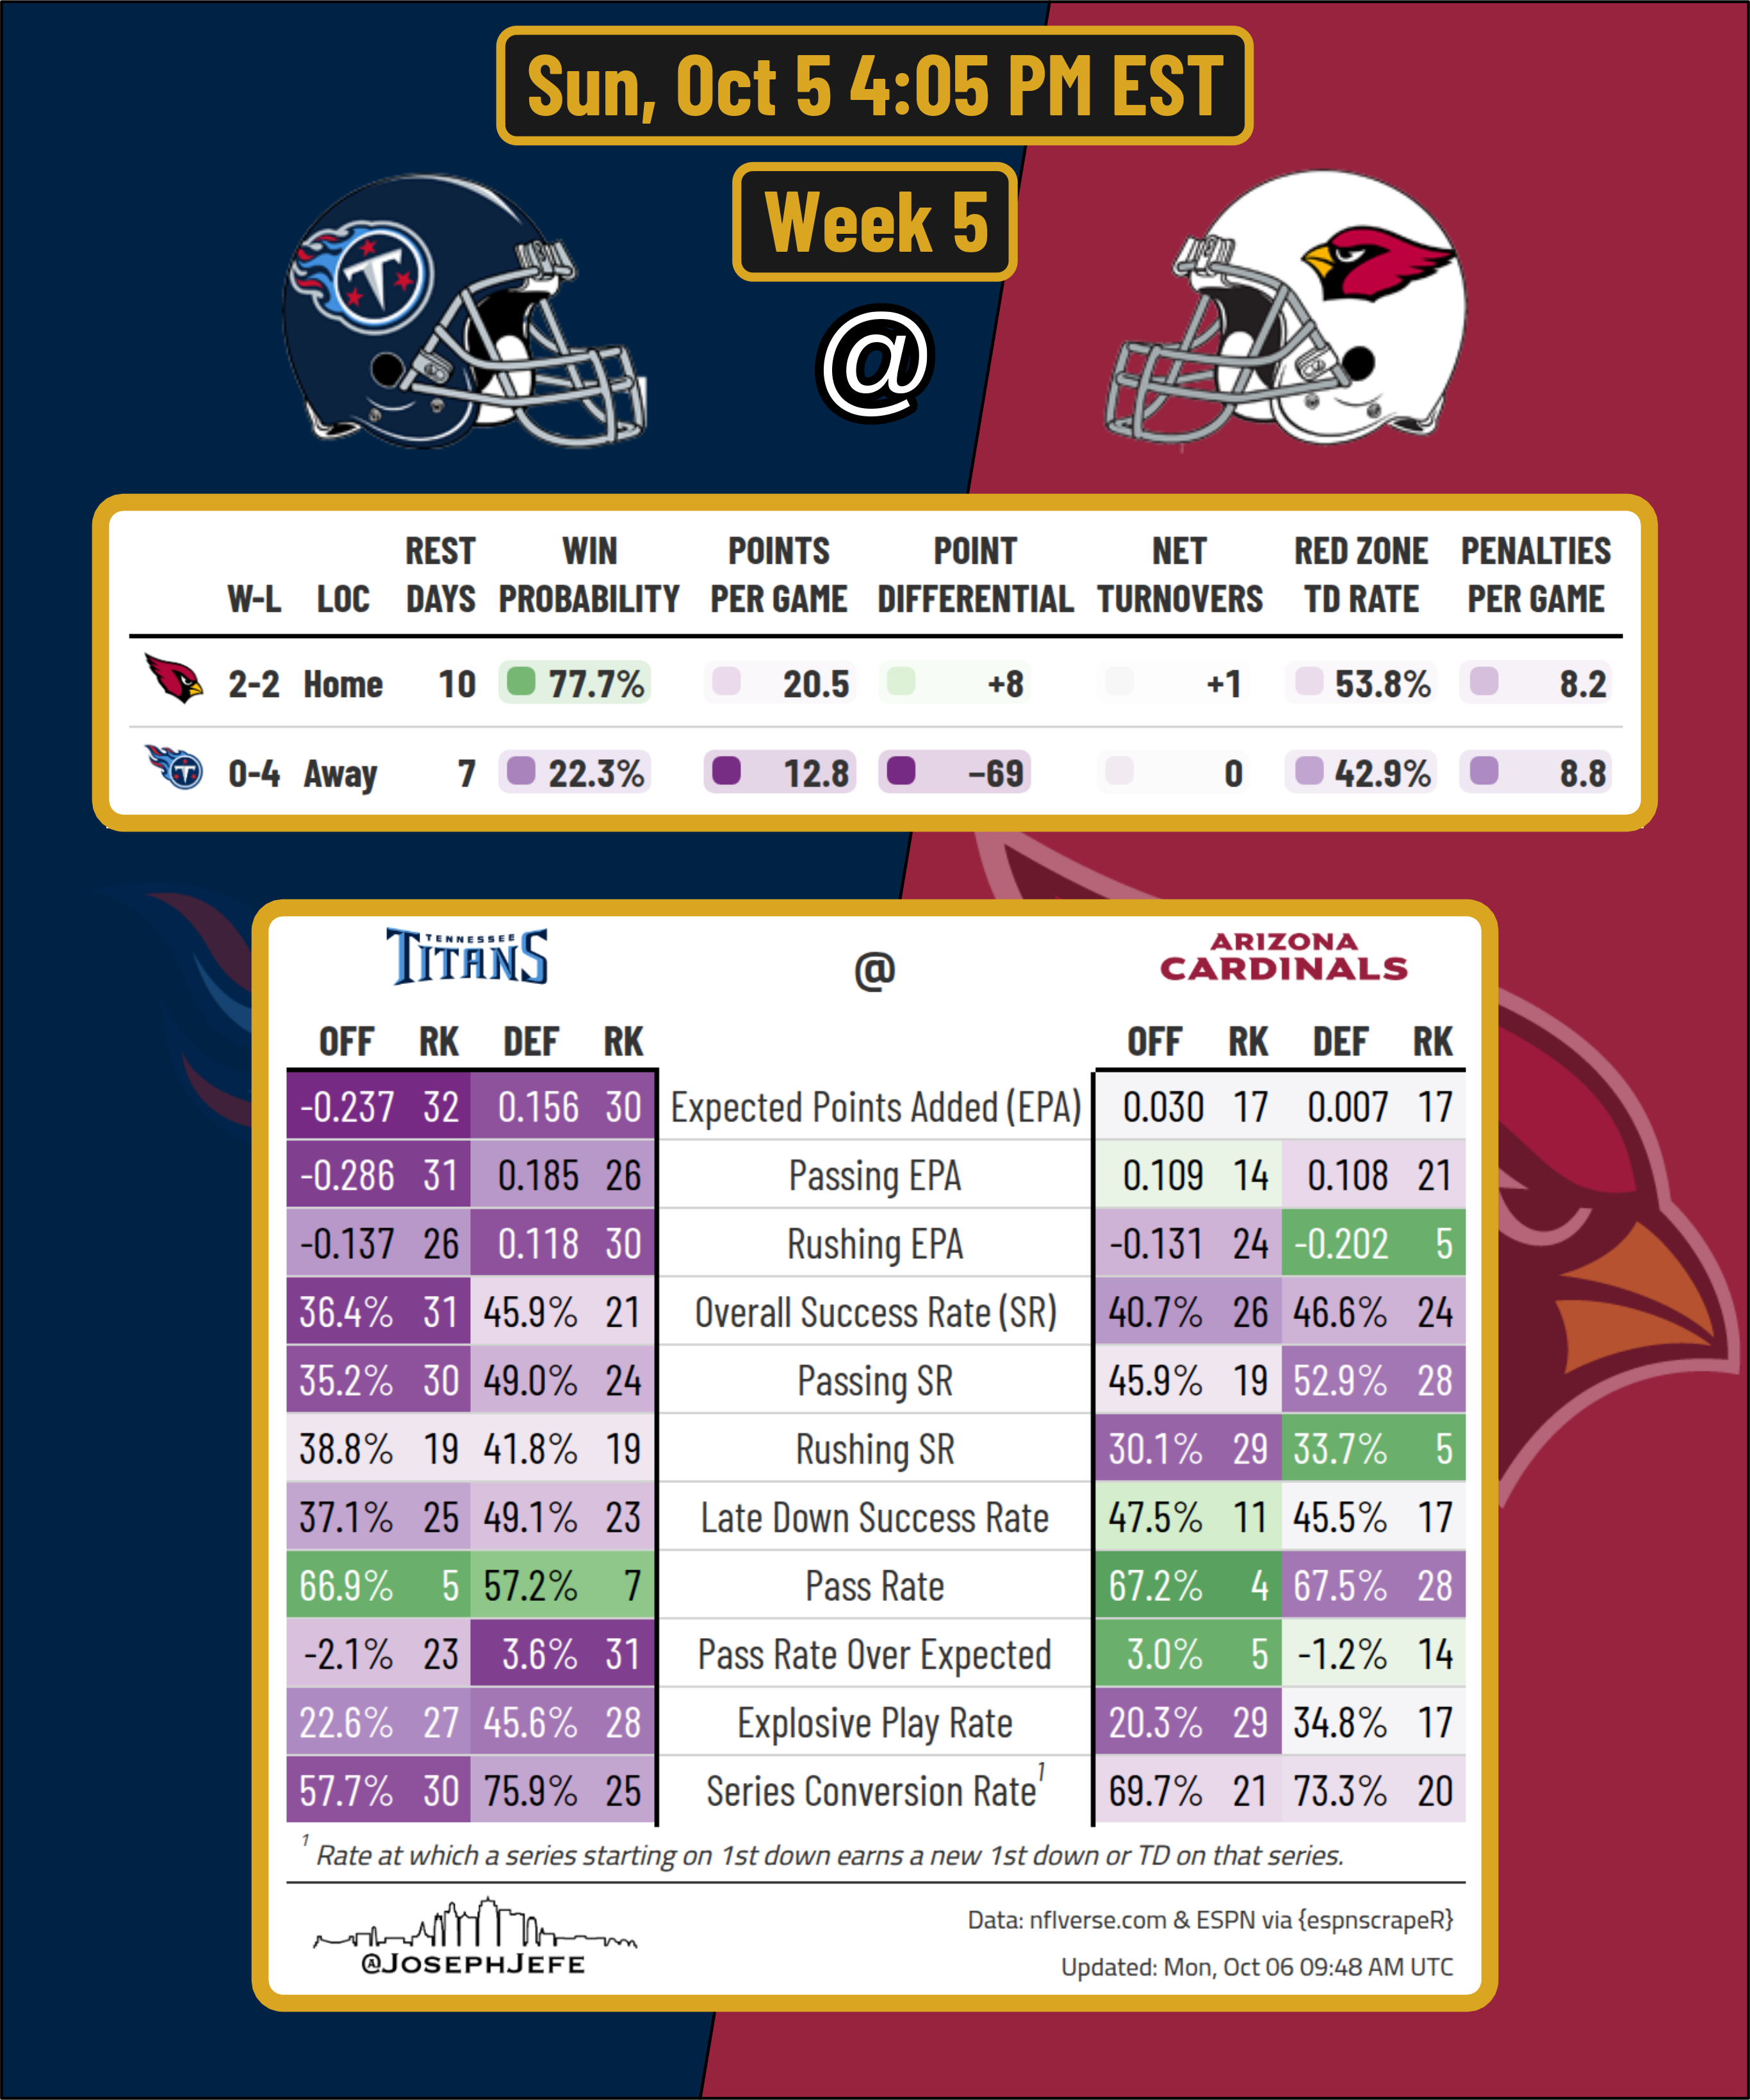 Sun, Oct 5 4:05 PM EST
Week 5
@
W-L LOC REST DAYS WIN PROBABILITY POINTS PER GAME POINT DIFFERENTIAL NET TURNOVERS RED ZONE TD RATE PENALTIES PER GAME
2-2 Home 10 77.7% 20.5 +8 +1 53.8% 8.2
0-4 Away 7 22.3% 12.8 −69 0 42.9% 8.8
TENNESSEE TITANS @ ARIZONA CARDINALS
OFF RK DEF RK OFF RK DEF RK
-0.237 32 0.156 30 Expected Points Added (EPA) 0.030 17 0.007 17
-0.286 31 0.185 26 Passing EPA 0.109 14 0.108 21
-0.137 26 0.118 30 Rushing EPA -0.131 24 -0.202 5
36.4% 31 45.9% 21 Overall Success Rate (SR) 40.7% 26 46.6% 24
35.2% 30 49.0% 24 Passing SR 45.9% 19 52.9% 28
38.8% 19 41.8% 19 Rushing SR 30.1% 29 33.7% 5
37.1% 25 49.1% 23 Late Down Success Rate 47.5% 11 45.5% 17
66.9% 5 57.2% 7 Pass Rate 67.2% 4 67.5% 28
-2.1% 23 3.6% 31 Pass Rate Over Expected 3.0% 5 -1.2% 14
22.6% 27 45.6% 28 Explosive Play Rate 20.3% 29 34.8% 17
57.7% 30 75.9% 25 Series Conversion Rate¹ 69.7% 21 73.3% 20
¹ Rate at which a series starting on 1st down earns a new 1st down or TD on that series.
@JOSEPHJEFE
Data: nflverse.com & ESPN via {espnscrapeR}
Updated: Mon, Oct 06 09:48 AM UTC